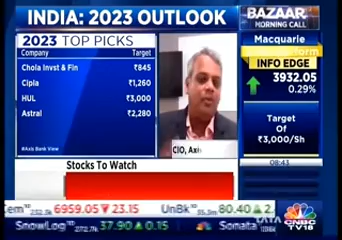 INDIA: 2023 OUTLOOK
BAZAAR
MORNING CALL
2023 TOP PICKS
Company Target
Chola Invst & Fin ₹845
Cipla ₹1,260
HUL ₹3,000
Astral ₹2,280
#Axis Bank View
CIO, Axis
Macquarie
INFO EDGE
3932.05
0.29%
Target
Of
₹3,000/Sh
08:43
Stocks To Watch
6959.05 ▼ 23.15 UnBk 80.40 ▲ 2
SnowLog 37.90 ▲ 0.15 Somata
CNBC
TV18